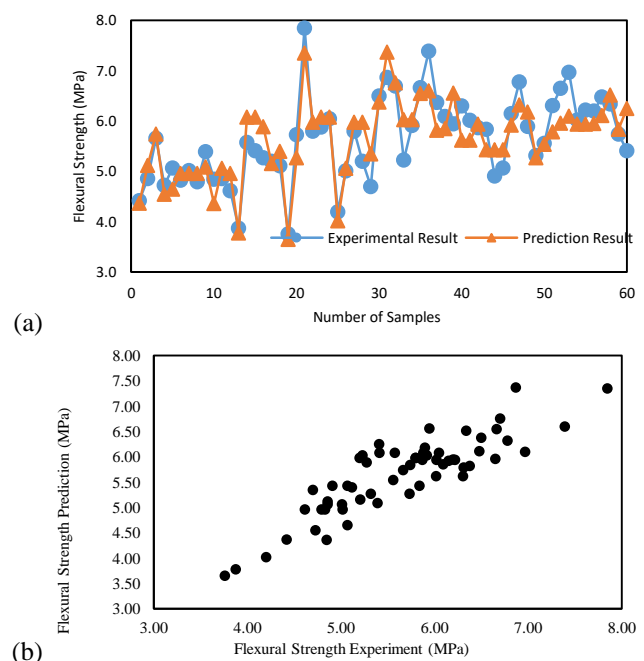 8.0
7.0
6.0
5.0
4.0
3.0
Flexural Strength (MPa)
Experimental Result
Prediction Result
0 10 20 30 40 50 60
Number of Samples
(a)
8.00
7.50
7.00
6.50
6.00
5.50
5.00
4.50
4.00
3.50
3.00
Flexural Strength Prediction (MPa)
3.00 4.00 5.00 6.00 7.00 8.00
Flexural Strength Experiment (MPa)
(b)